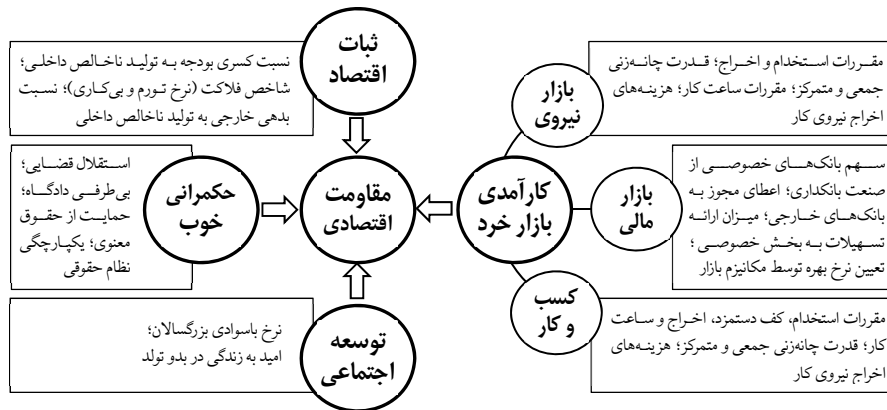 مقررات استخدام و اخراج؛ قدرت چانه‌زنی
جمعی و متمرکز؛ مقررات ساعت کار؛ هزینه‌های
اخراج نیروی کار
بازار
نیروی
ثبات
اقتصاد
نسبت کسری بودجه به تولید ناخالص داخلی؛
شاخص فلاکت (نرخ تورم و بی‌کاری)؛ نسبت
بدهی خارجی به تولید ناخالص داخلی
سهم بانک‌های خصوصی از
صنعت بانکداری؛ اعطای مجوز به
بانک‌های خارجی؛ میزان ارائه
تسهیلات به بخش خصوصی؛
تعیین نرخ بهره توسط مکانیزم بازار
بازار
مالی
کارآمدی
بازار خرد
مقاومت
اقتصادی
حکمرانی
خوب
استقلال قضایی؛
بی‌طرفی دادگاه؛
حمایت از حقوق
معنوی؛ یکپارچگی
نظام حقوقی
مقررات استخدام، کف دستمزد، اخراج و ساعت
کار؛ قدرت چانه‌زنی جمعی و متمرکز؛ هزینه‌های
اخراج نیروی کار
کسب
و کار
توسعه
اجتماعی
نرخ باسوادی بزرگسالان؛
امید به زندگی در بدو تولد